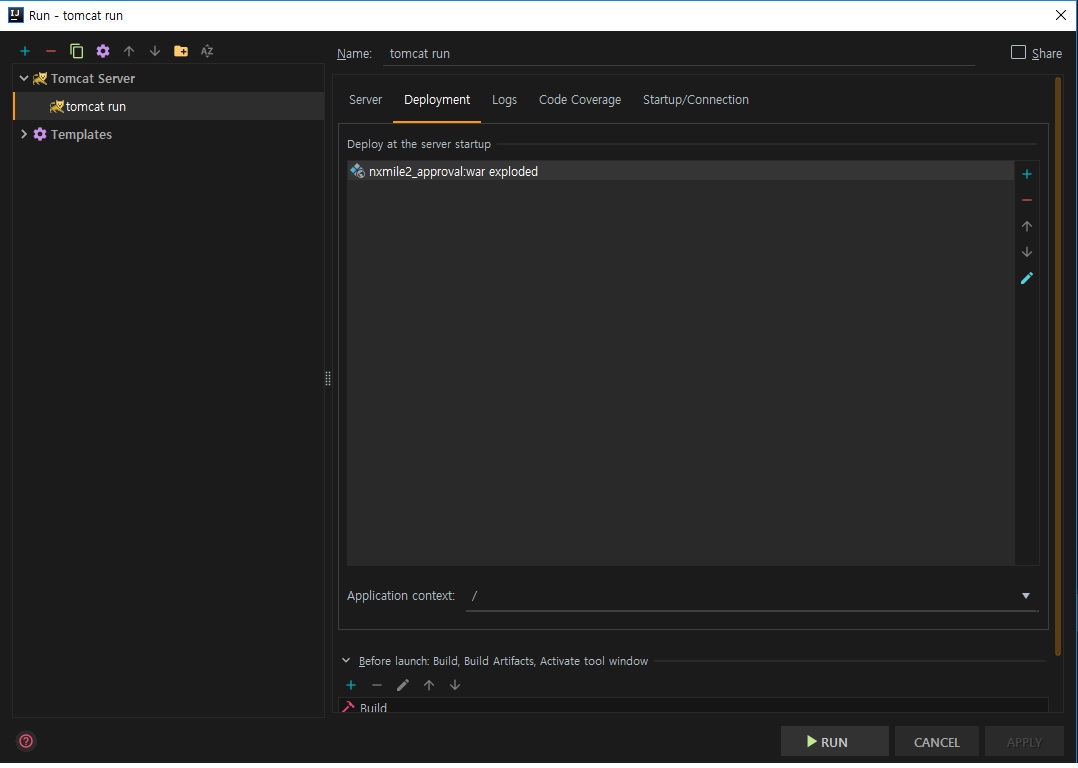 Run - tomcat run
Name: tomcat run
Share
Tomcat Server
tomcat run
Templates
Server Deployment Logs Code Coverage Startup/Connection
Deploy at the server startup
nxmile2_approval:war exploded
Application context: /
Before launch: Build, Build Artifacts, Activate tool window
Build
RUN CANCEL APPLY